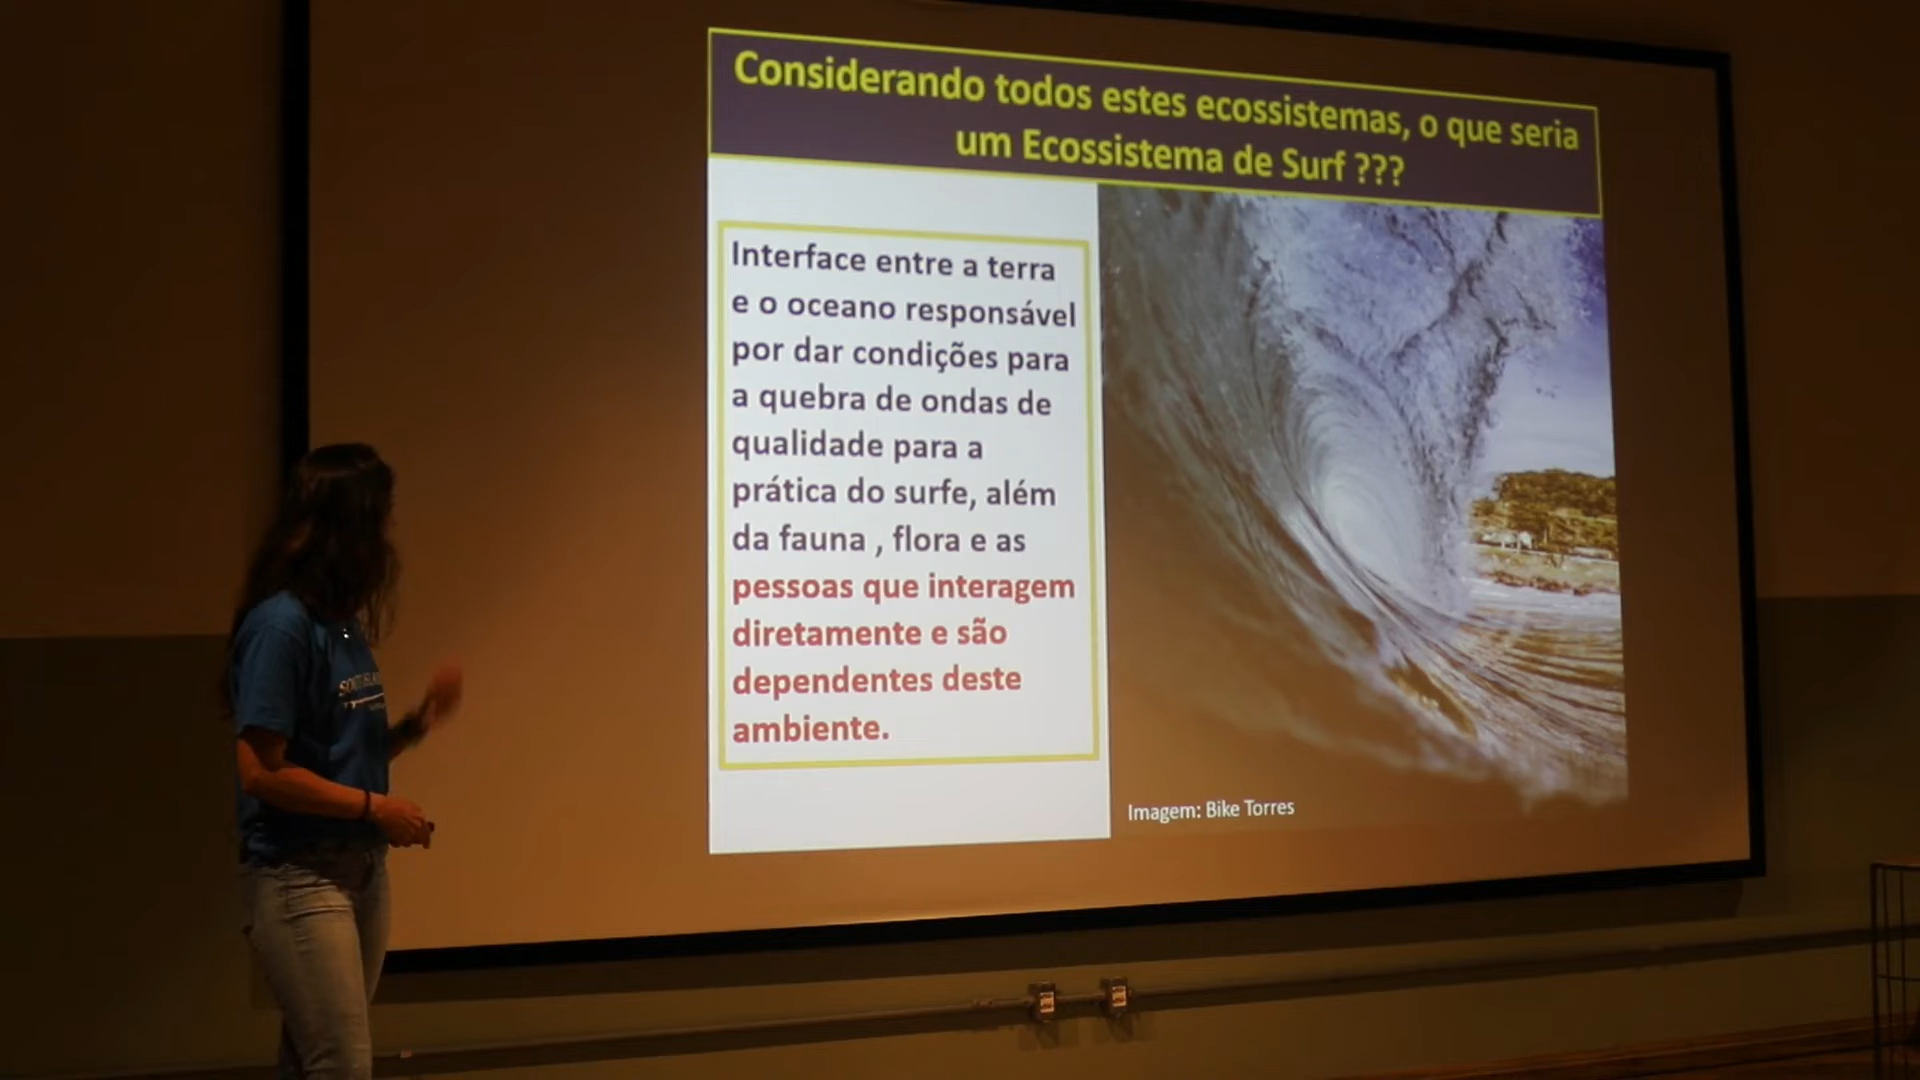 Considerando todos estes ecossistemas, o que seria
um Ecossistema de Surf ???
Interface entre a terra
e o oceano responsável
por dar condições para
a quebra de ondas de
qualidade para a
prática do surfe, além
da fauna , flora e as
pessoas que interagem
diretamente e são
dependentes deste
ambiente.
Imagem: Bike Torres